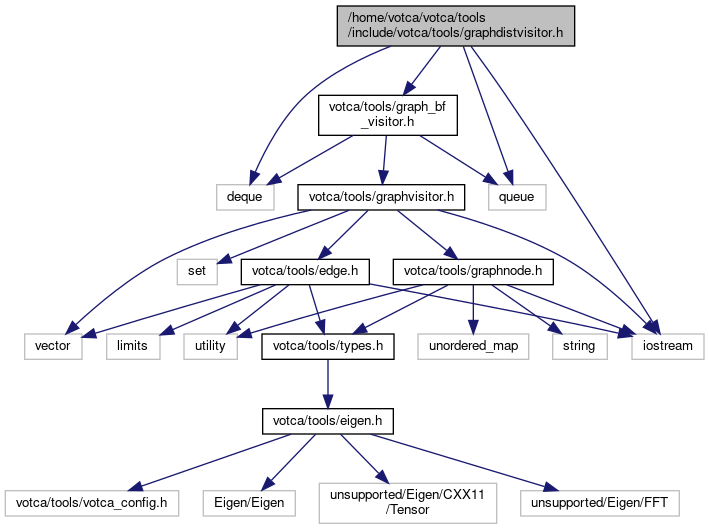 /home/votca/votca/tools
/include/votca/tools/graphdistvisitor.h
votca/tools/graph_bf
_visitor.h
deque
votca/tools/graphvisitor.h
queue
set
votca/tools/edge.h
votca/tools/graphnode.h
vector
limits
utility
votca/tools/types.h
unordered_map
string
iostream
votca/tools/eigen.h
votca/tools/votca_config.h
Eigen/Eigen
unsupported/Eigen/CXX11
/Tensor
unsupported/Eigen/FFT